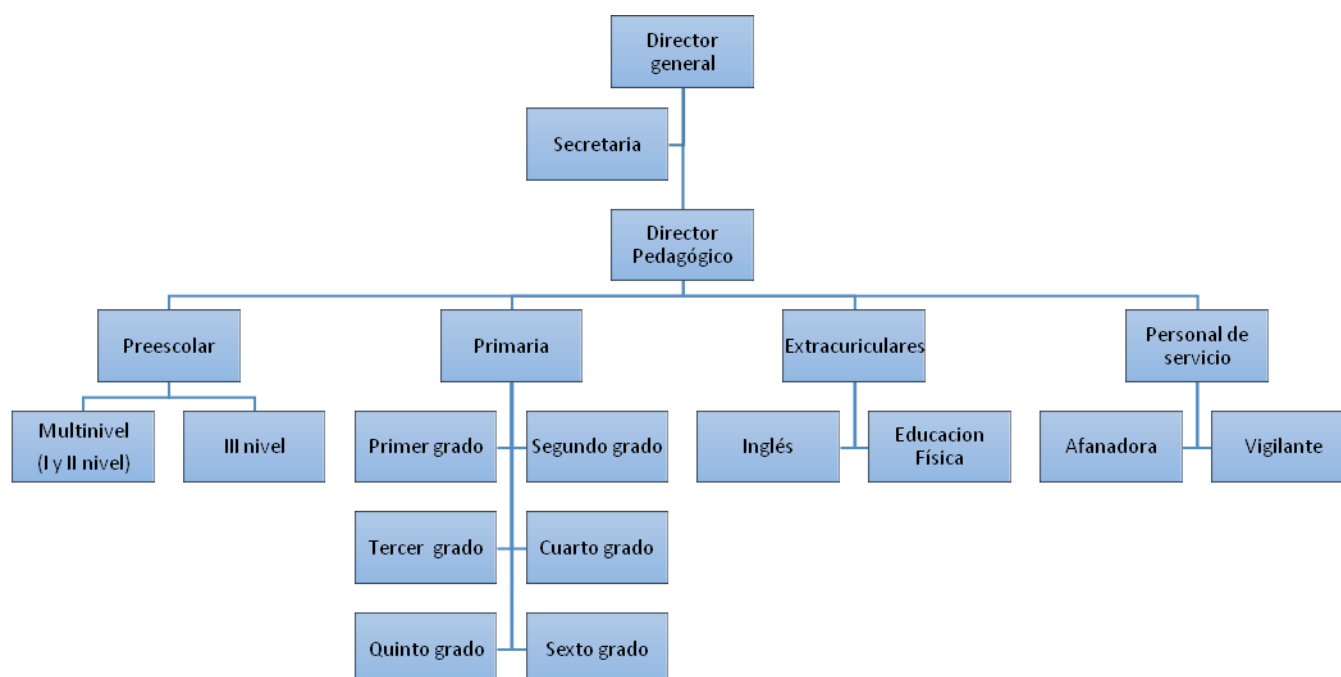 Director
general
Secretaria
Director
Pedagógico
Preescolar
Primaria
Extracuriculares
Personal de
servicio
Multinivel
(I y II nivel)
III nivel
Primer grado
Segundo grado
Inglés
Educacion
Física
Afanadora
Vigilante
Tercer grado
Cuarto grado
Quinto grado
Sexto grado